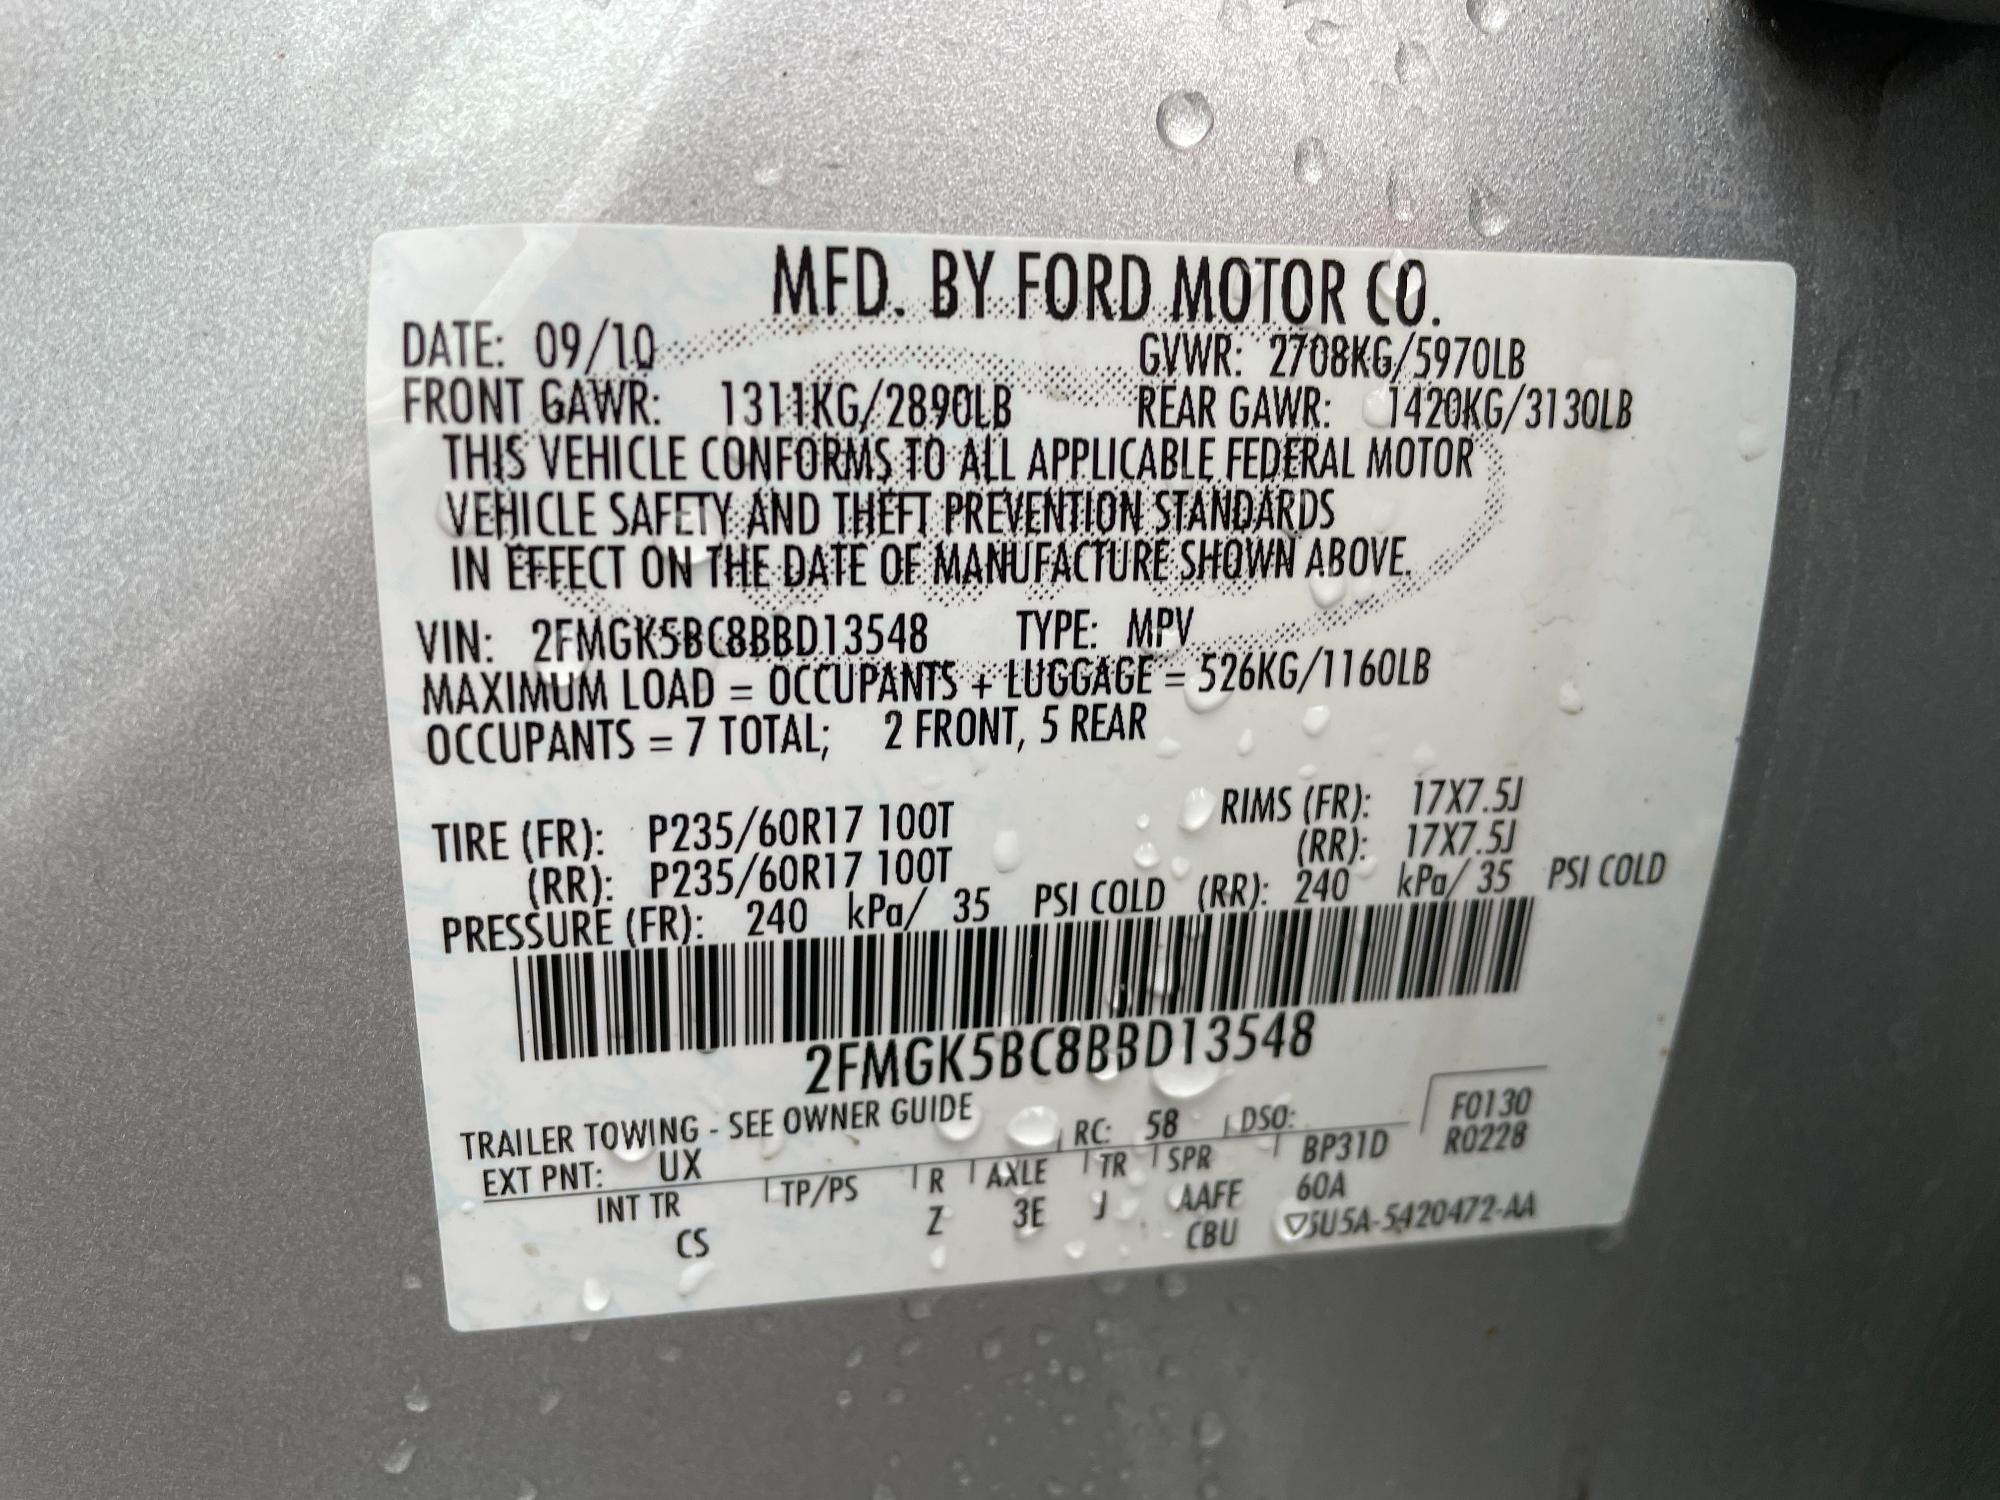 MFD. BY FORD MOTOR CO.
DATE: 09/10 GVWR: 2708KG/5970LB
FRONT GAWR: 1311KG/2890LB REAR GAWR: 1420KG/3130LB
THIS VEHICLE CONFORMS TO ALL APPLICABLE FEDERAL MOTOR
VEHICLE SAFETY AND THEFT PREVENTION STANDARDS
IN EFFECT ON THE DATE OF MANUFACTURE SHOWN ABOVE.
VIN: 2FMGK5BC8BBD13548 TYPE: MPV
MAXIMUM LOAD = OCCUPANTS + LUGGAGE = 526KG/1160LB
OCCUPANTS = 7 TOTAL; 2 FRONT, 5 REAR
TIRE (FR): P235/60R17 100T RIMS (FR): 17X7.5J
(RR): P235/60R17 100T (RR): 17X7.5J
PRESSURE (FR): 240 kPa/ 35 PSI COLD (RR): 240 kPa/ 35 PSI COLD
2FMGK5BC8BBD13548
TRAILER TOWING - SEE OWNER GUIDE
EXT PNT: UX RC: 58 DSO: F0130
INT TR TP/PS R AXLE TR SPR BP31D R0228
CS Z 3E J AAFE 60A
CBU ▽5U5A-5420472-AA